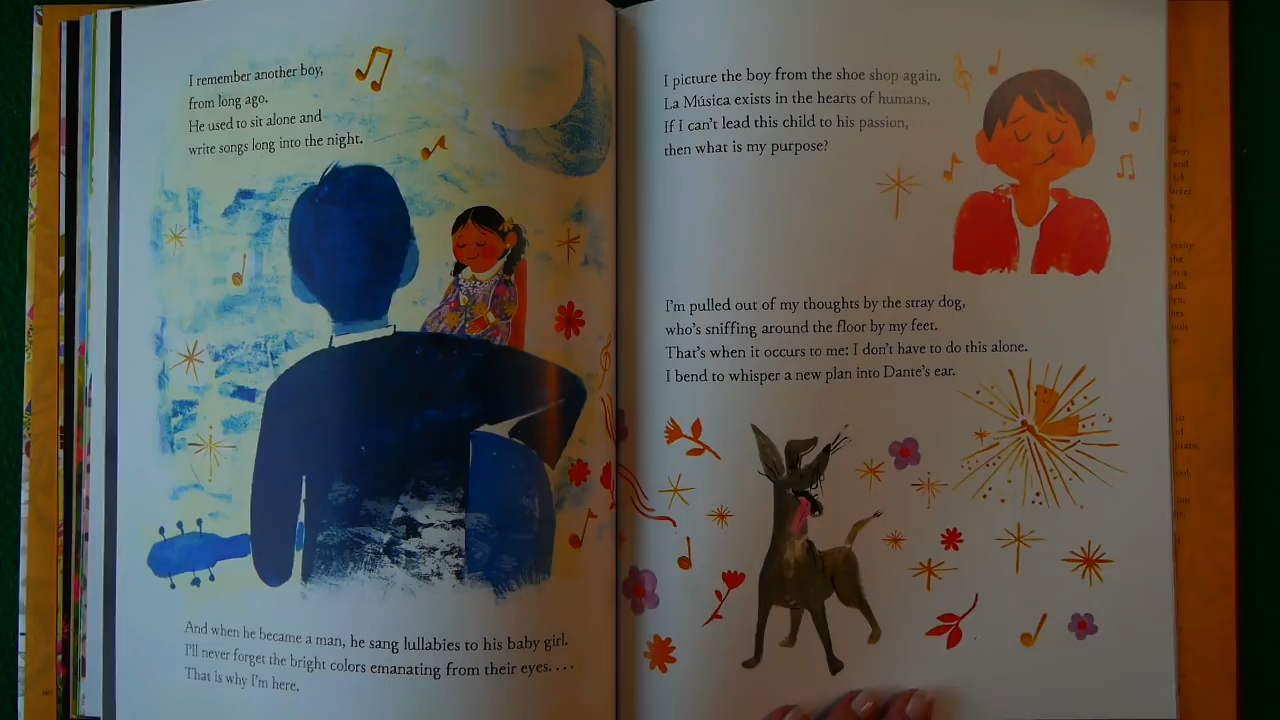 I remember another boy,
from long ago.
He used to sit alone and
write songs long into the night.
And when he became a man, he sang lullabies to his baby girl.
I'll never forget the bright colors emanating from their eyes. . . .
That is why I'm here.
I picture the boy from the shoe shop again.
La Música exists in the hearts of humans.
If I can't lead this child to his passion,
then what is my purpose?
I'm pulled out of my thoughts by the stray dog,
who's sniffing around the floor by my feet.
That's when it occurs to me: I don't have to do this alone.
I bend to whisper a new plan into Dante's ear.